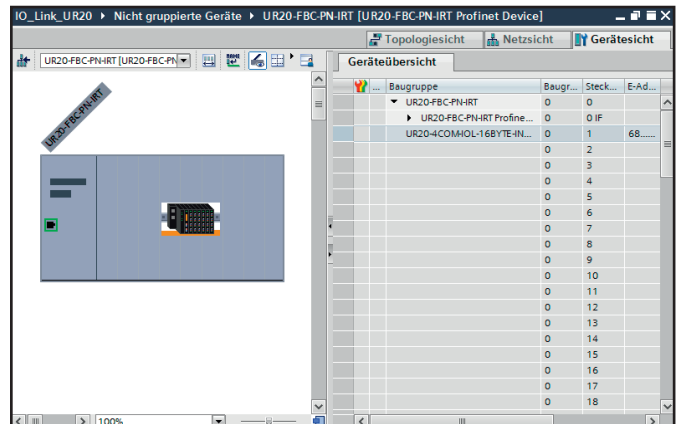 IO_Link_UR20 ▸ Nicht gruppierte Geräte ▸ UR20-FBC-PN-IRT [UR20-FBC-PN-IRT Profinet Device]
Topologiesicht Netzsicht Gerätesicht
UR20-FBC-PN-IRT [UR20-FBC-PN
Geräteübersicht
... Baugruppe Baugr... Steck... E-Ad...
UR20-FBC-PN-IRT 0 0
UR20-FBC-PN-IRT Profine... 0 0 IF
UR20-4COM-IOL-16BYTE-IN... 0 1 68......
0 2
0 3
0 4
0 5
0 6
0 7
0 8
0 9
0 10
0 11
0 12
0 13
0 14
0 15
0 16
0 17
0 18
UR20-FBC-PN-IRT
100%